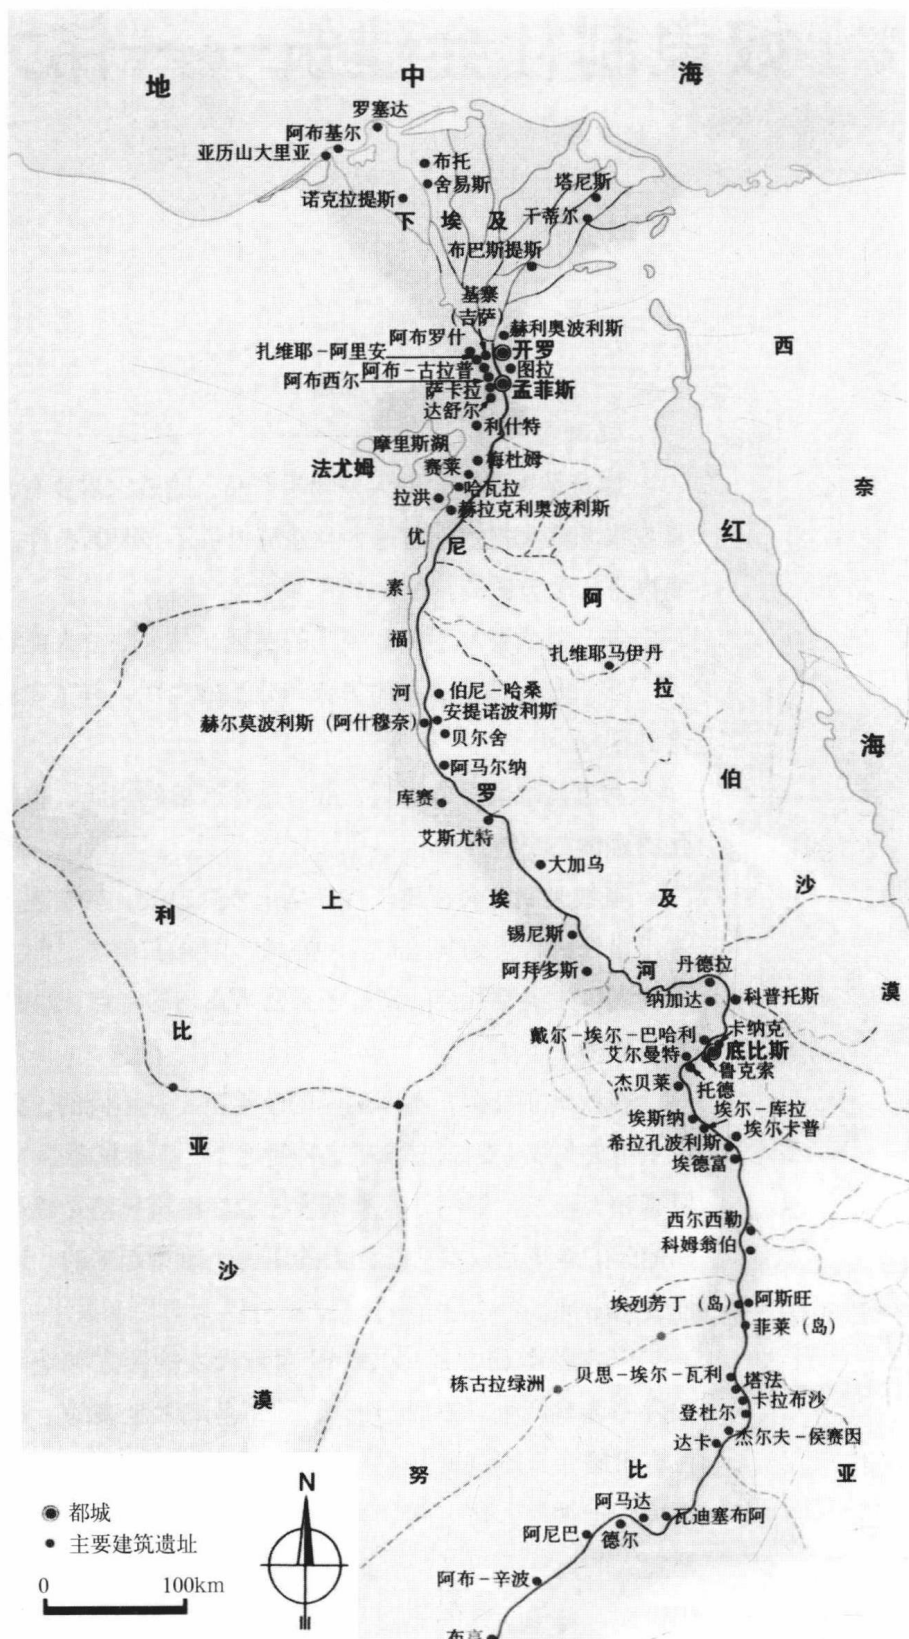 地 中 海
罗塞达
阿布基尔
亚历山大里亚
布托
舍易斯
塔尼斯
诺克拉提斯
干蒂尔
下 埃 及
布巴斯提斯
基寨
(吉萨)
赫利奥波利斯
阿布罗什
开罗
西
扎维耶-阿里安
阿布-古拉普
图拉
阿布西尔
萨卡拉
孟菲斯
达舒尔
利什特
摩里斯湖
法尤姆
赛莱
梅杜姆
哈瓦拉
奈
拉洪
赫拉克利奥波利斯
红
优
尼
素
阿
福
扎维耶马伊丹
拉
河
伯尼-哈桑
安提诺波利斯
赫尔莫波利斯(阿什穆奈)
贝尔舍
海
阿马尔纳
伯
库赛
罗
艾斯尤特
大加乌
利
上
埃
及
沙
锡尼斯
阿拜多斯
河
丹德拉
纳加达
科普托斯
漠
比
戴尔-埃尔-巴哈利
卡纳克
艾尔曼特
底比斯
鲁克索
杰贝莱
托德
埃斯纳
埃尔-库拉
埃尔卡普
亚
希拉孔波利斯
埃德富
西尔西勒
科姆翁伯
沙
埃列芳丁(岛)
阿斯旺
菲莱(岛)
贝思-埃尔-瓦利
栋古拉绿洲
塔法
漠
卡拉布沙
登杜尔
杰尔夫-侯赛因
达卡
努
比
亚
N
阿马达
瓦迪塞布阿
都城
主要建筑遗址
阿尼巴
德尔
0 100km
阿布-辛波